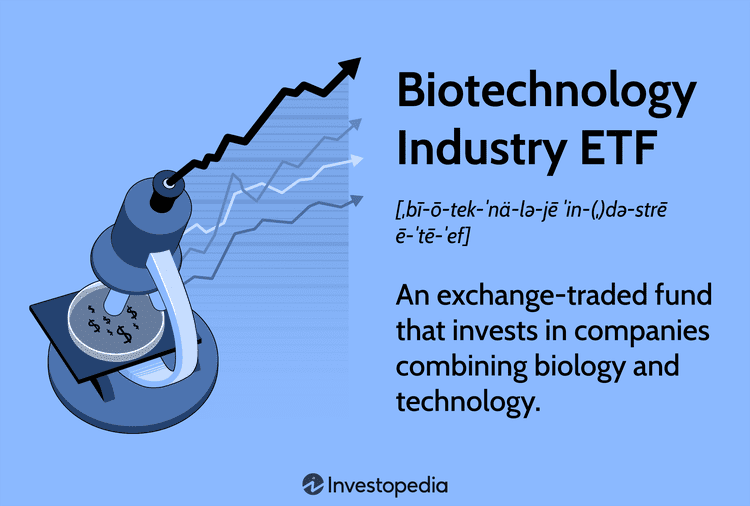 Biotechnology
Industry ETF
[ˌbī-ō-tek-ˈnä-lə-jē ˈin-(ˌ)də-strē
ē-ˈtē-ˈef]
An exchange-traded fund
that invests in companies
combining biology and
technology.
$ $ $ $ $ $
Investopedia